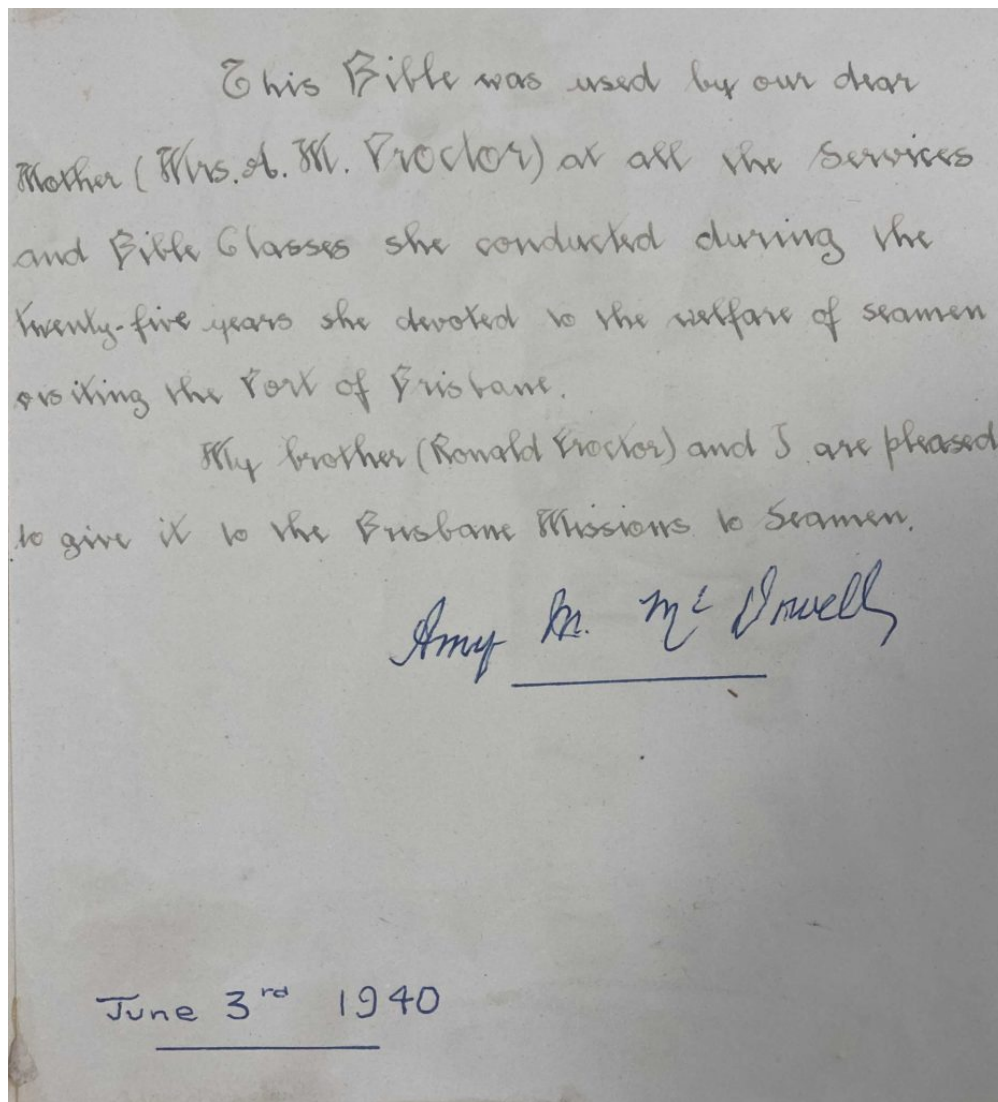 This Bible was used by our dear
Mother (Mrs. A. M. Proctor) at all the Services
and Bible Classes she conducted during the
twenty-five years she devoted to the welfare of seamen
visiting the Port of Brisbane.
My brother (Ronald Proctor) and I are pleased
to give it to the Brisbane Missions to Seamen.
Amy M. Mc Dowell
June 3rd 1940